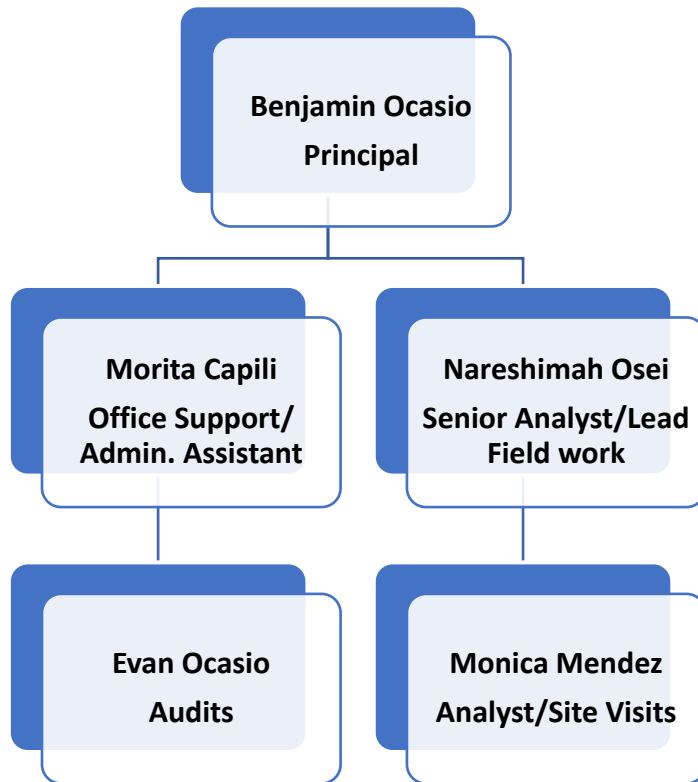 Benjamin Ocasio
Principal
Morita Capili
Office Support/
Admin. Assistant
Nareshimah Osei
Senior Analyst/Lead
Field work
Evan Ocasio
Audits
Monica Mendez
Analyst/Site Visits